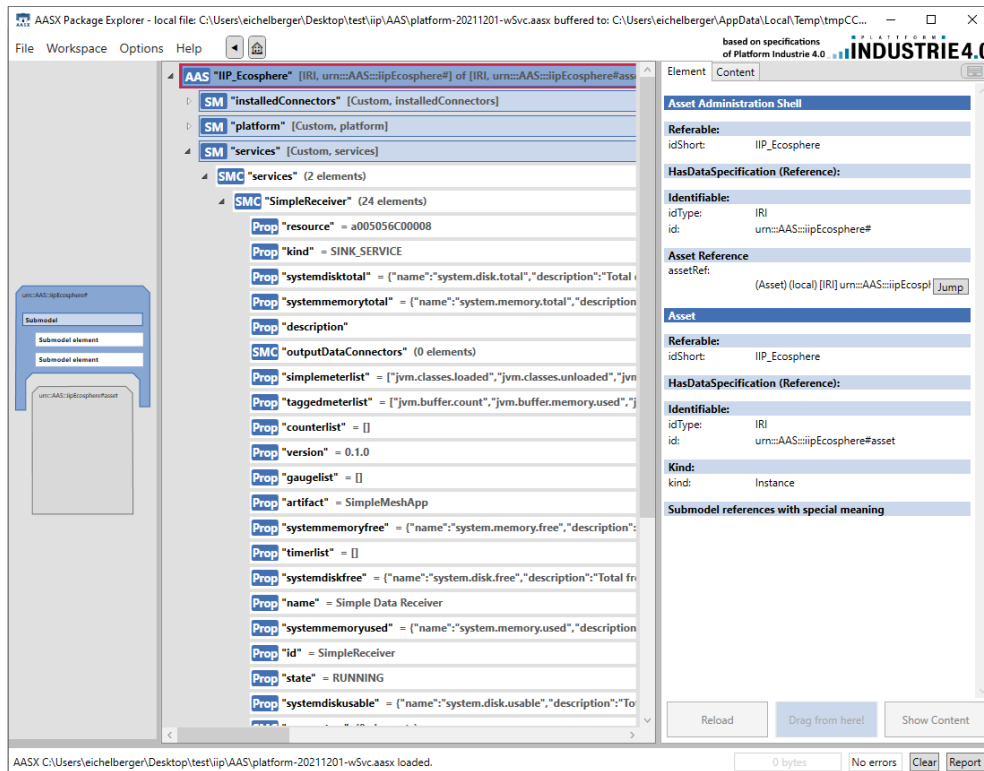 AASX Package Explorer - local file: C:\Users\eichelberger\Desktop\test\iip\AAS\platform-20211201-wSvc.aasx buffered to: C:\Users\eichelberger\AppData\Local\Temp\tmpCC...
File Workspace Options Help
based on specifications
of Platform Industrie 4.0
PLATTFORM
INDUSTRIE4.0
AAS "IIP_Ecosphere" [IRI, urn:::AAS:::iipEcosphere#] of [IRI, urn:::AAS:::iipEcosphere#asse
SM "installedConnectors" [Custom, installedConnectors]
SM "platform" [Custom, platform]
SM "services" [Custom, services]
SMC "services" (2 elements)
SMC "SimpleReceiver" (24 elements)
Prop "resource" = a005056C00008
Prop "kind" = SINK_SERVICE
Prop "systemdisktotal" = {"name":"system.disk.total","description":"Total
Prop "systemmemorytotal" = {"name":"system.memory.total","description
Prop "description"
SMC "outputDataConnectors" (0 elements)
Prop "simplemeterlist" = ["jvm.classes.loaded","jvm.classes.unloaded","jvm
Prop "taggedmeterlist" = ["jvm.buffer.count","jvm.buffer.memory.used","j
Prop "counterlist" = []
Prop "version" = 0.1.0
Prop "gaugelist" = []
Prop "artifact" = SimpleMeshApp
Prop "systemmemoryfree" = {"name":"system.memory.free","description":
Prop "timerlist" = []
Prop "systemdiskfree" = {"name":"system.disk.free","description":"Total fr
Prop "name" = Simple Data Receiver
Prop "systemmemoryused" = {"name":"system.memory.used","description
Prop "id" = SimpleReceiver
Prop "state" = RUNNING
Prop "systemdiskusable" = {"name":"system.disk.usable","description":"To
urn:::AAS:::iipEcosphere#
Submodel
Submodel element
Submodel element
urn:::AAS:::iipEcosphere#asset
Element Content
Asset Administration Shell
Referable:
idShort: IIP_Ecosphere
HasDataSpecification (Reference):
Identifiable:
idType: IRI
id: urn:::AAS:::iipEcosphere#
Asset Reference
assetRef:
(Asset) (local) [IRI] urn:::AAS:::iipEcospl Jump
Asset
Referable:
idShort: IIP_Ecosphere
HasDataSpecification (Reference):
Identifiable:
idType: IRI
id: urn:::AAS:::iipEcosphere#asset
Kind:
kind: Instance
Submodel references with special meaning
Reload Drag from here! Show Content
AASX C:\Users\eichelberger\Desktop\test\iip\AAS\platform-20211201-wSvc.aasx loaded.
0 bytes No errors Clear Report